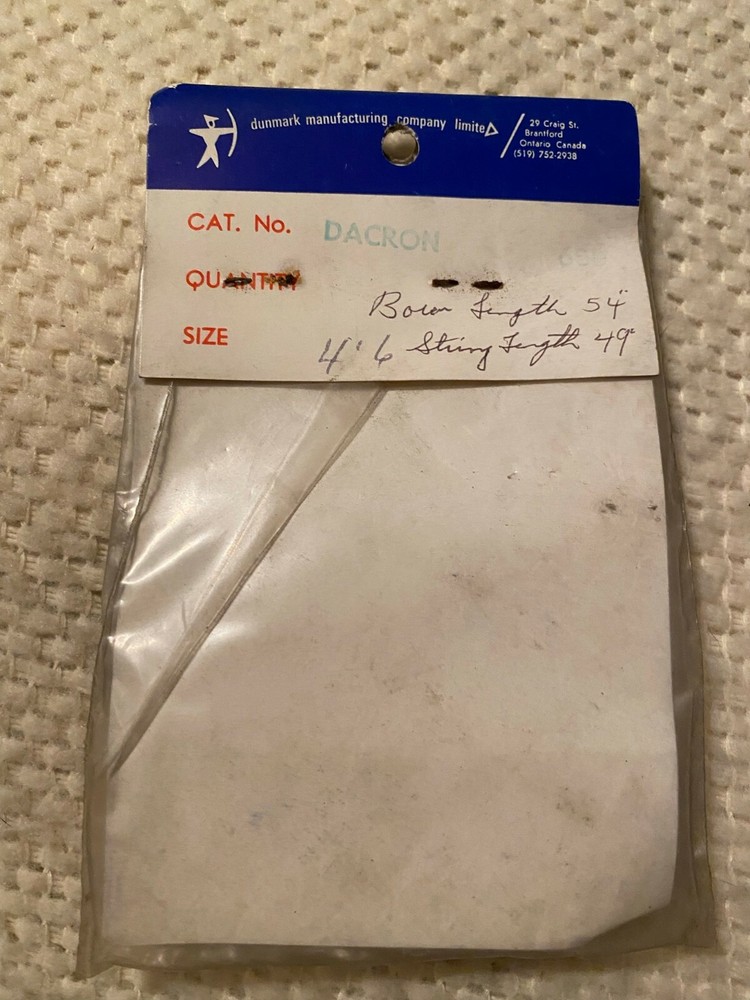 dunmark manufacturing company limited
29 Craig St.
Brantford
Ontario Canada
(519) 752-2938
CAT. No. DACRON
QUANTITY
Bow Length 54"
SIZE 4'6 String Length 49"